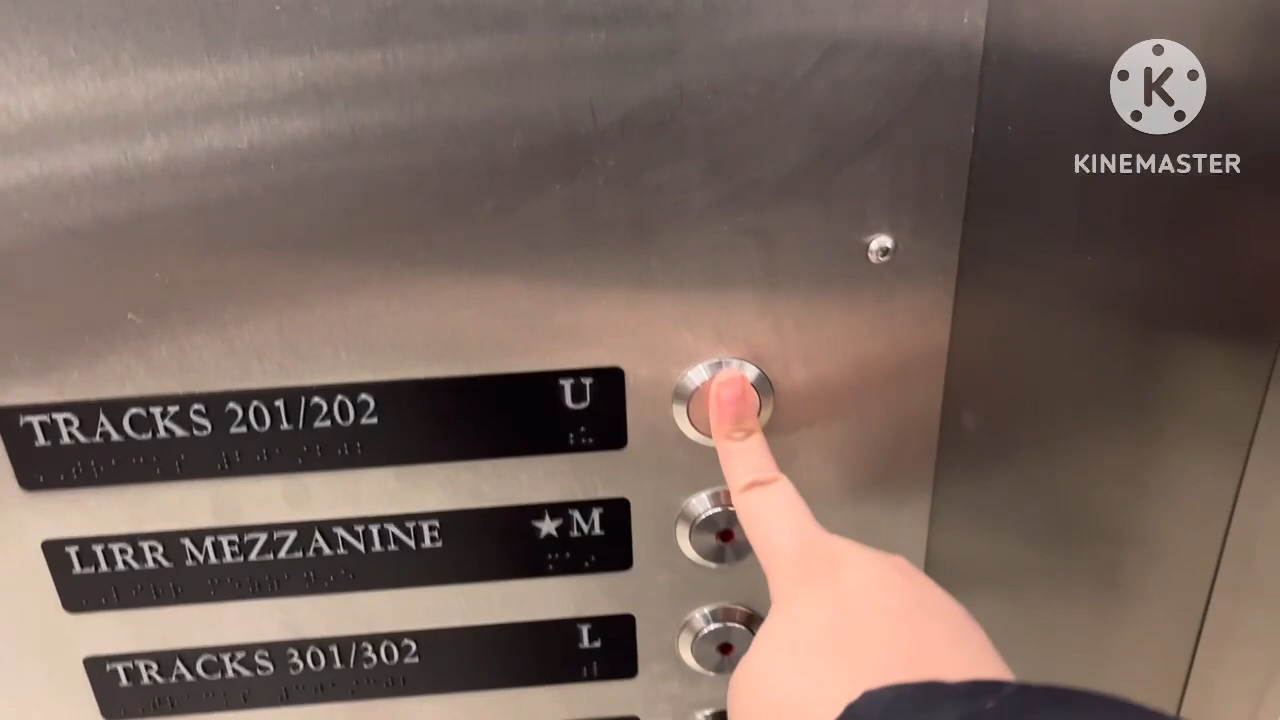 K
KINEMASTER
TRACKS 201/202 U
LIRR MEZZANINE ★M
TRACKS 301/302 L